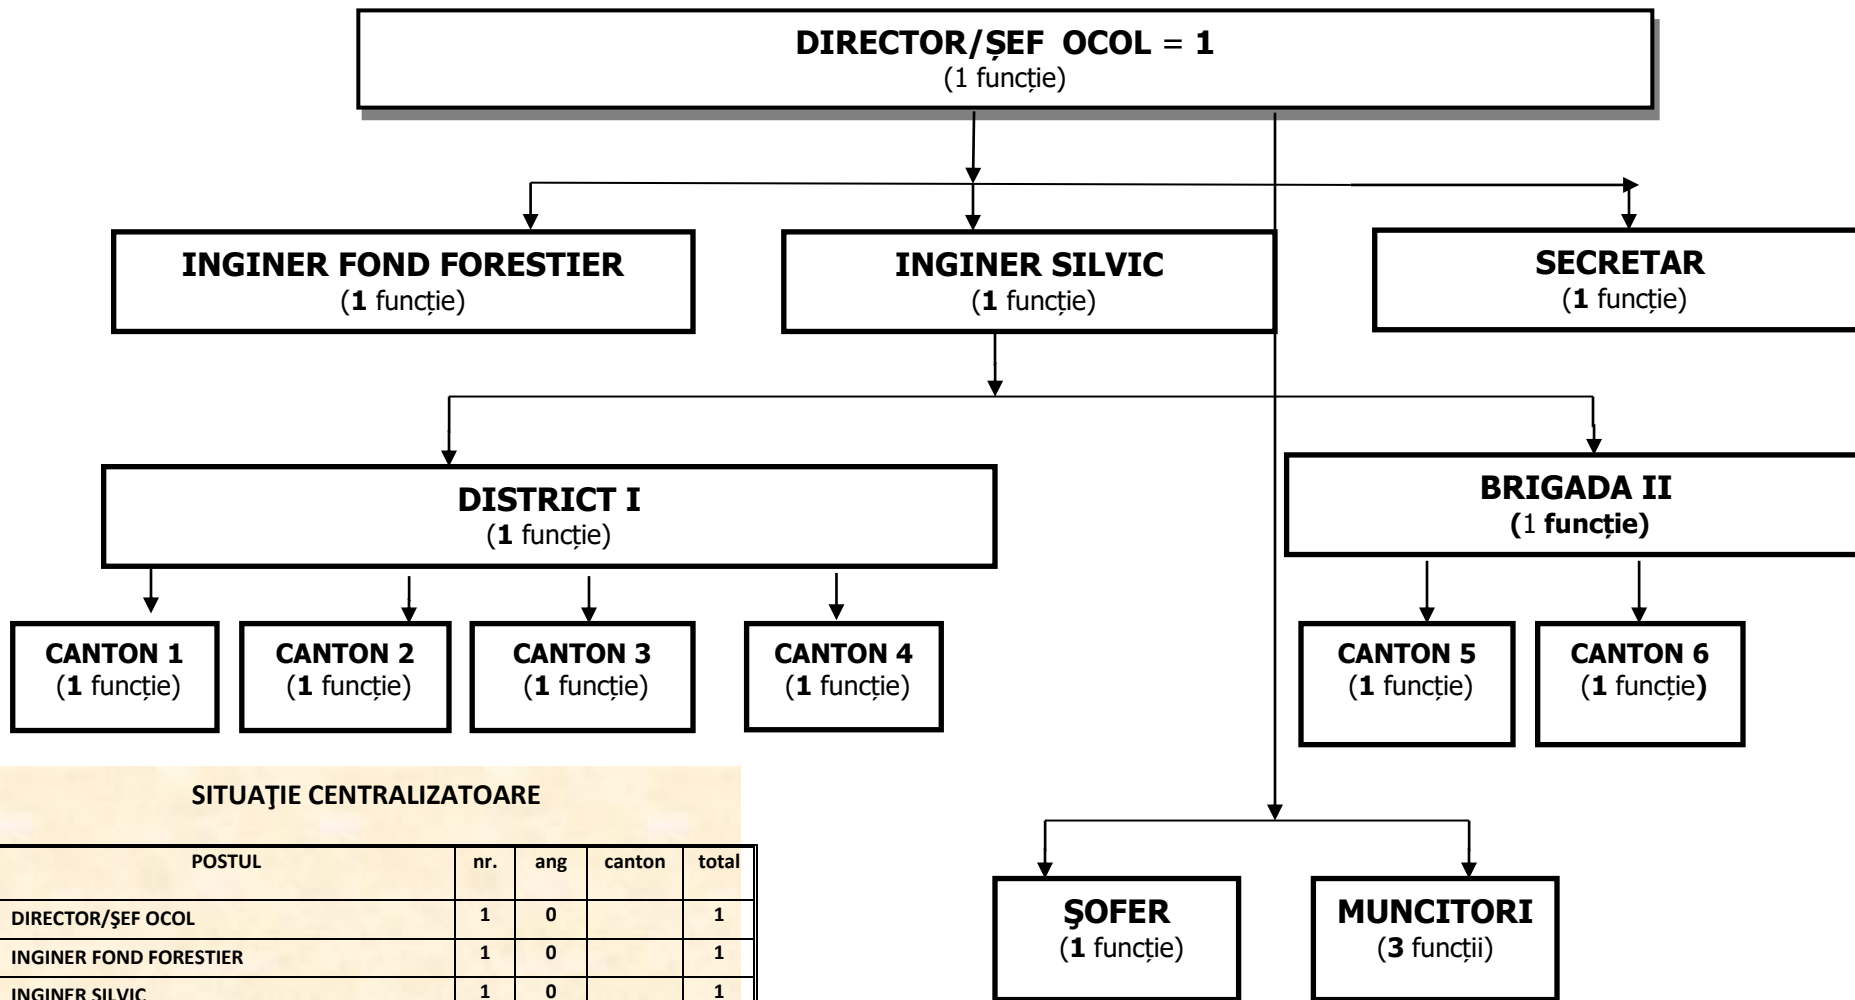 DIRECTOR/ȘEF OCOL = 1
(1 funcție)
INGINER FOND FORESTIER
(1 funcție)
INGINER SILVIC
(1 funcție)
SECRETAR
(1 funcție)
DISTRICT I
(1 funcție)
BRIGADA II
(1 funcție)
CANTON 1
(1 funcție)
CANTON 2
(1 funcție)
CANTON 3
(1 funcție)
CANTON 4
(1 funcție)
CANTON 5
(1 funcție)
CANTON 6
(1 funcție)
ŞOFER
(1 funcție)
MUNCITORI
(3 funcții)
SITUAŢIE CENTRALIZATOARE
POSTUL nr. ang canton total
DIRECTOR/ŞEF OCOL 1 0 1
INGINER FOND FORESTIER 1 0 1
INGINER SILVIC 1 0 1